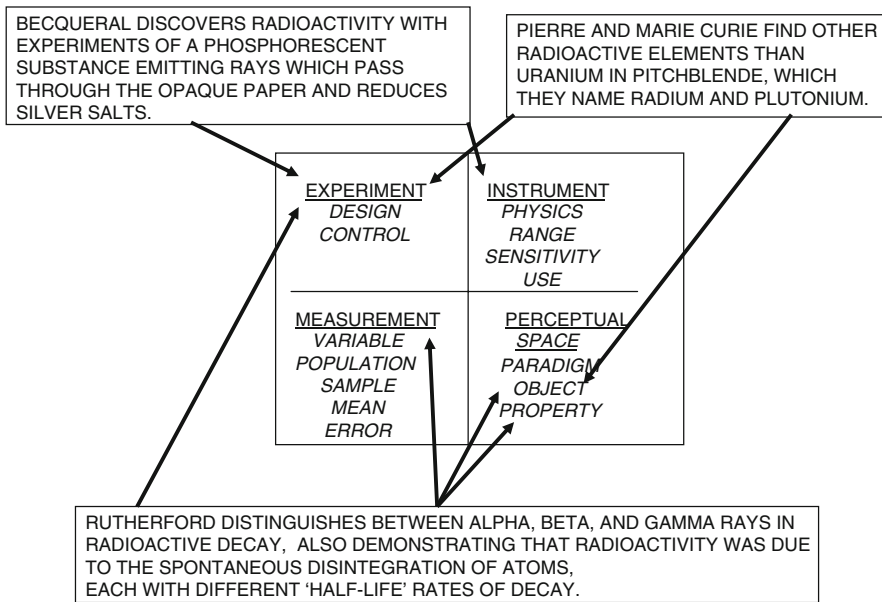 BECQUERAL DISCOVERS RADIOACTIVITY WITH
EXPERIMENTS OF A PHOSPHORESCENT
SUBSTANCE EMITTING RAYS WHICH PASS
THROUGH THE OPAQUE PAPER AND REDUCES
SILVER SALTS.
PIERRE AND MARIE CURIE FIND OTHER
RADIOACTIVE ELEMENTS THAN
URANIUM IN PITCHBLENDE, WHICH
THEY NAME RADIUM AND PLUTONIUM.
EXPERIMENT
DESIGN
CONTROL
INSTRUMENT
PHYSICS
RANGE
SENSITIVITY
USE
MEASUREMENT
VARIABLE
POPULATION
SAMPLE
MEAN
ERROR
PERCEPTUAL
SPACE
PARADIGM
OBJECT
PROPERTY
RUTHERFORD DISTINGUISHES BETWEEN ALPHA, BETA, AND GAMMA RAYS IN
RADIOACTIVE DECAY, ALSO DEMONSTRATING THAT RADIOACTIVITY WAS DUE
TO THE SPONTANEOUS DISINTEGRATION OF ATOMS,
EACH WITH DIFFERENT ‘HALF-LIFE’ RATES OF DECAY.